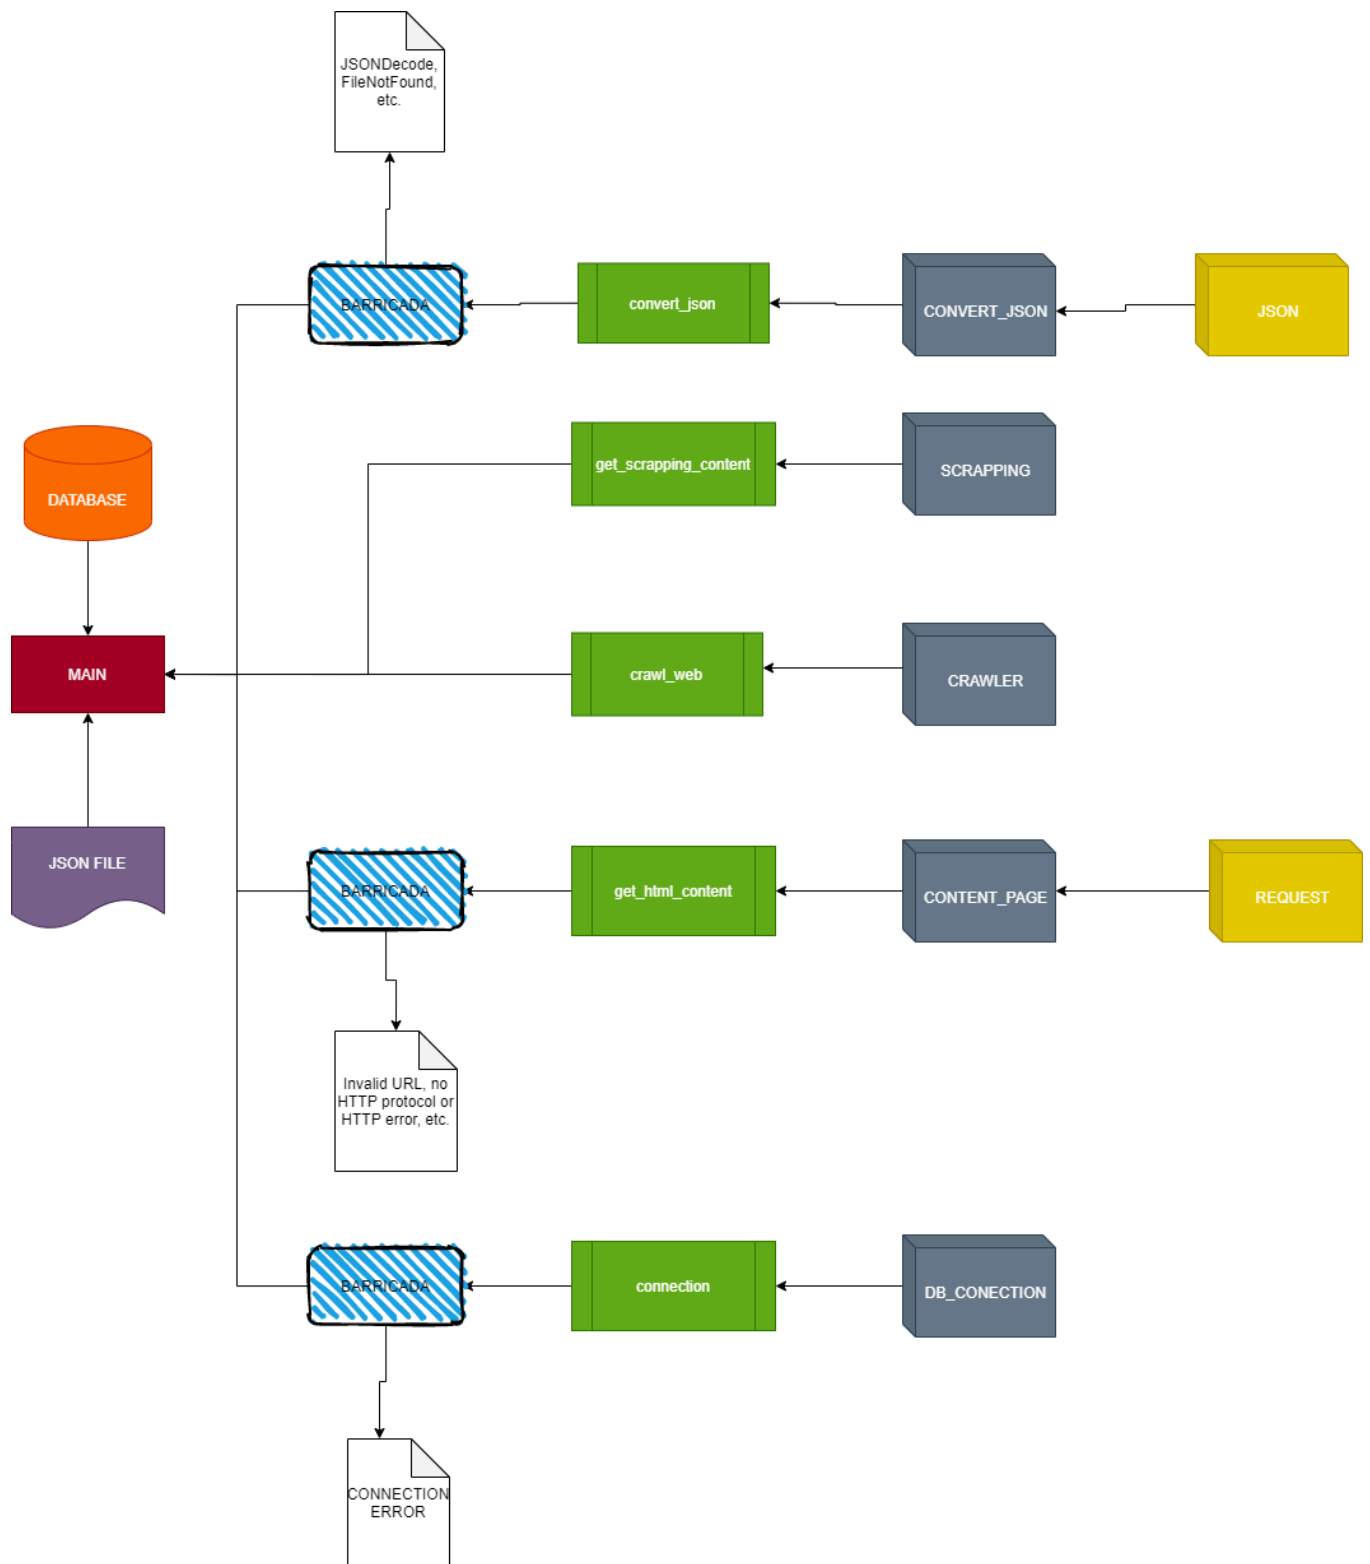 JSONDecode,
FileNotFound,
etc.
BARRICADA
convert_json
CONVERT_JSON
JSON
get_scrapping_content
SCRAPPING
DATABASE
MAIN
crawl_web
CRAWLER
JSON FILE
BARRICADA
get_html_content
CONTENT_PAGE
REQUEST
Invalid URL, no
HTTP protocol or
HTTP error, etc.
BARRICADA
connection
DB_CONECTION
CONNECTION
ERROR